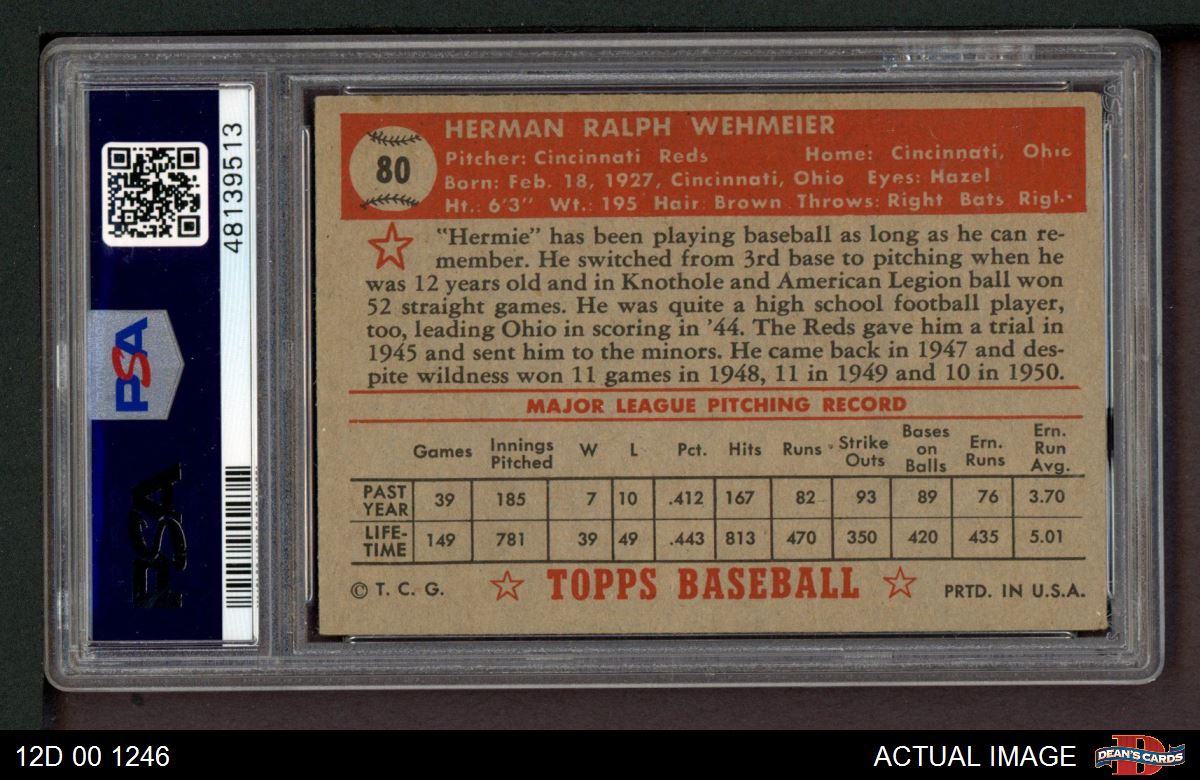 48139513
PSA
PSA
80
HERMAN RALPH WEHMEIER
Pitcher: Cincinnati Reds Home: Cincinnati, Ohio
Born: Feb. 18, 1927, Cincinnati, Ohio Eyes: Hazel
Ht.: 6'3" Wt.: 195 Hair: Brown Throws: Right Bats Right
"Hermie" has been playing baseball as long as he can re-
member. He switched from 3rd base to pitching when he
was 12 years old and in Knothole and American Legion ball won
52 straight games. He was quite a high school football player,
too, leading Ohio in scoring in '44. The Reds gave him a trial in
1945 and sent him to the minors. He came back in 1947 and des-
pite wildness won 11 games in 1948, 11 in 1949 and 10 in 1950.
MAJOR LEAGUE PITCHING RECORD
Games Innings Pitched W L Pct. Hits Runs Strike Outs Bases on Balls Ern. Runs Ern. Run Avg.
PAST YEAR 39 185 7 10 .412 167 82 93 89 76 3.70
LIFE-TIME 149 781 39 49 .443 813 470 350 420 435 5.01
© T. C. G. TOPPS BASEBALL PRTD. IN U.S.A.
12D 00 1246 ACTUAL IMAGE DEAN'S CARDS